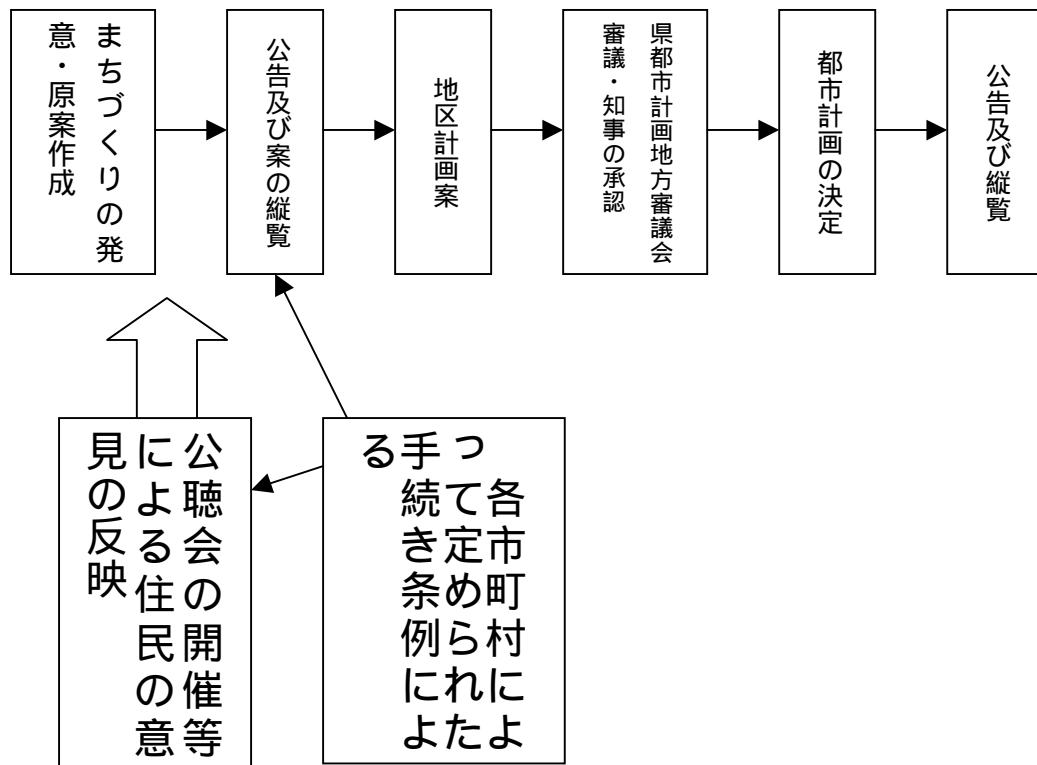 まちづくりの発
意・原案作成
公告及び案の縦覧
地区計画案
県都市計画地方審議会
審議・知事の承認
都市計画の決定
公告及び縦覧
公聴会の開催等
による住民の意
見の反映
各市町村によ
って定められた
手続き条例によ
る